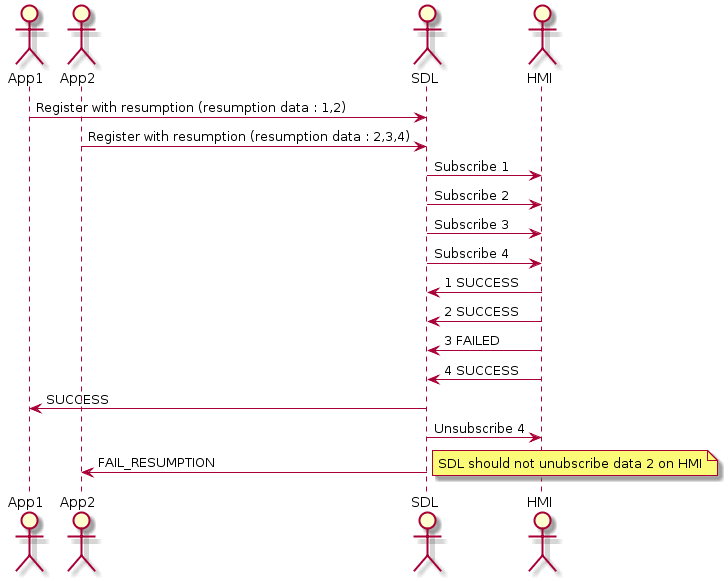 App1 App2 SDL HMI
Register with resumption (resumption data : 1,2)
Register with resumption (resumption data : 2,3,4)
Subscribe 1
Subscribe 2
Subscribe 3
Subscribe 4
1 SUCCESS
2 SUCCESS
3 FAILED
4 SUCCESS
SUCCESS
Unsubscribe 4
FAIL_RESUMPTION SDL should not unubscribe data 2 on HMI
App1 App2 SDL HMI